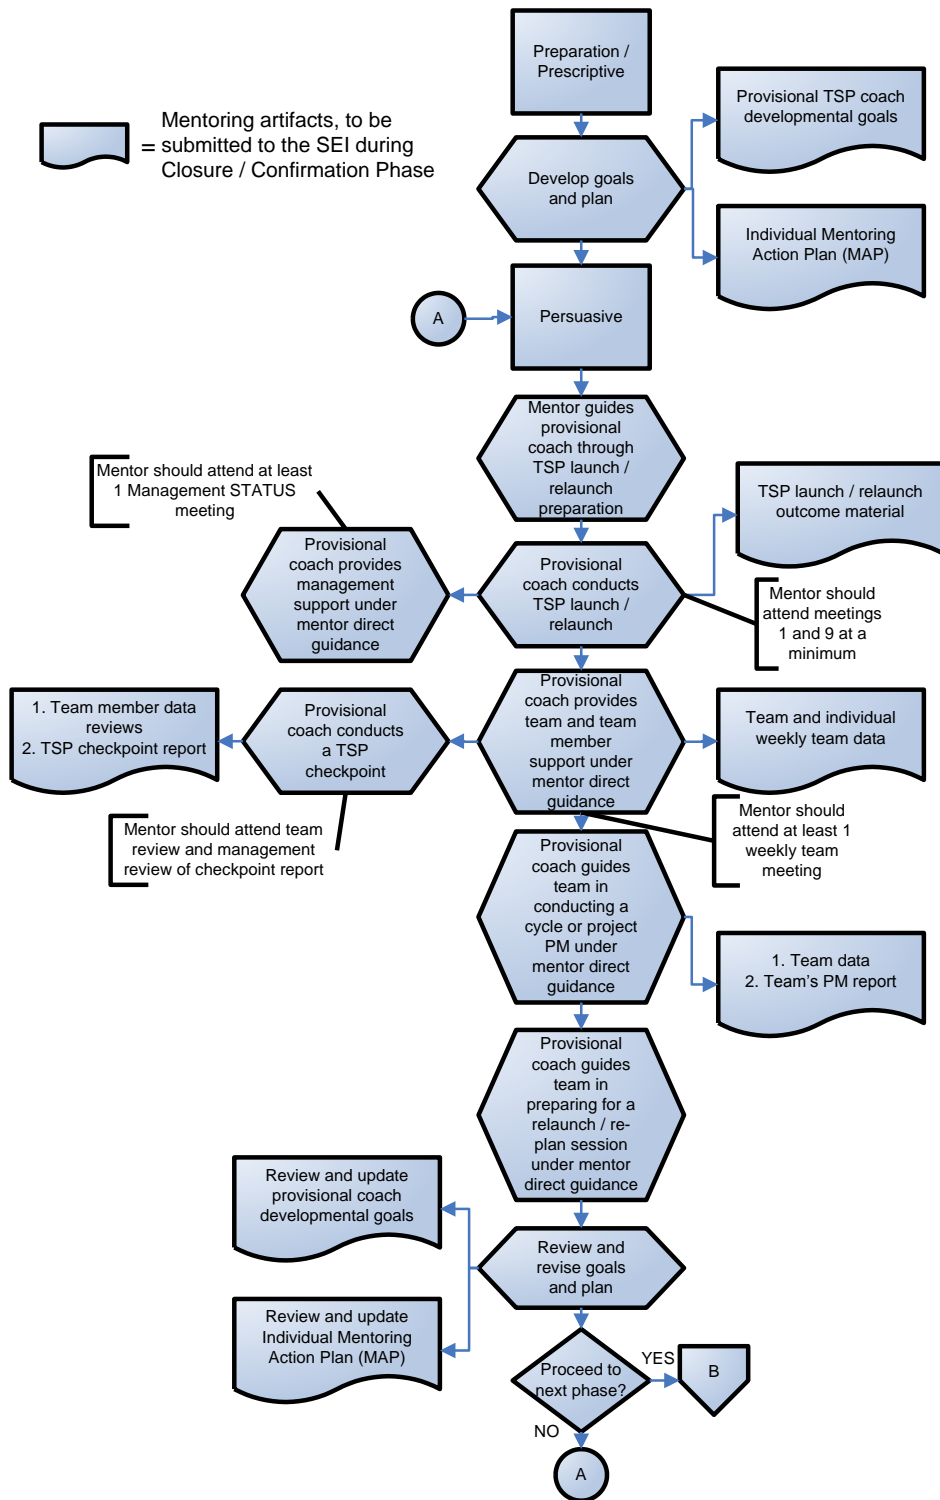 Preparation /
Prescriptive
Provisional TSP coach
developmental goals
Mentoring artifacts, to be
= submitted to the SEI during
Closure / Confirmation Phase
Develop goals
and plan
Individual Mentoring
Action Plan (MAP)
A
Persuasive
Mentor guides
provisional
coach through
TSP launch /
relaunch
preparation
Mentor should attend at least
1 Management STATUS
meeting
TSP launch / relaunch
outcome material
Provisional
coach provides
management
support under
mentor direct
guidance
Provisional
coach conducts
TSP launch /
relaunch
Mentor should
attend meetings
1 and 9 at a
minimum
1. Team member data
reviews
2. TSP checkpoint report
Provisional
coach conducts
a TSP
checkpoint
Provisional
coach provides
team and team
member
support under
mentor direct
guidance
Team and individual
weekly team data
Mentor should attend team
review and management
review of checkpoint report
Mentor should
attend at least 1
weekly team
meeting
Provisional
coach guides
team in
conducting a
cycle or project
PM under
mentor direct
guidance
1. Team data
2. Team's PM report
Provisional
coach guides
team in
preparing for a
relaunch / re-
plan session
under mentor
direct guidance
Review and update
provisional coach
developmental goals
Review and
revise goals
and plan
Review and update
Individual Mentoring
Action Plan (MAP)
Proceed to
next phase?
YES
B
NO
A